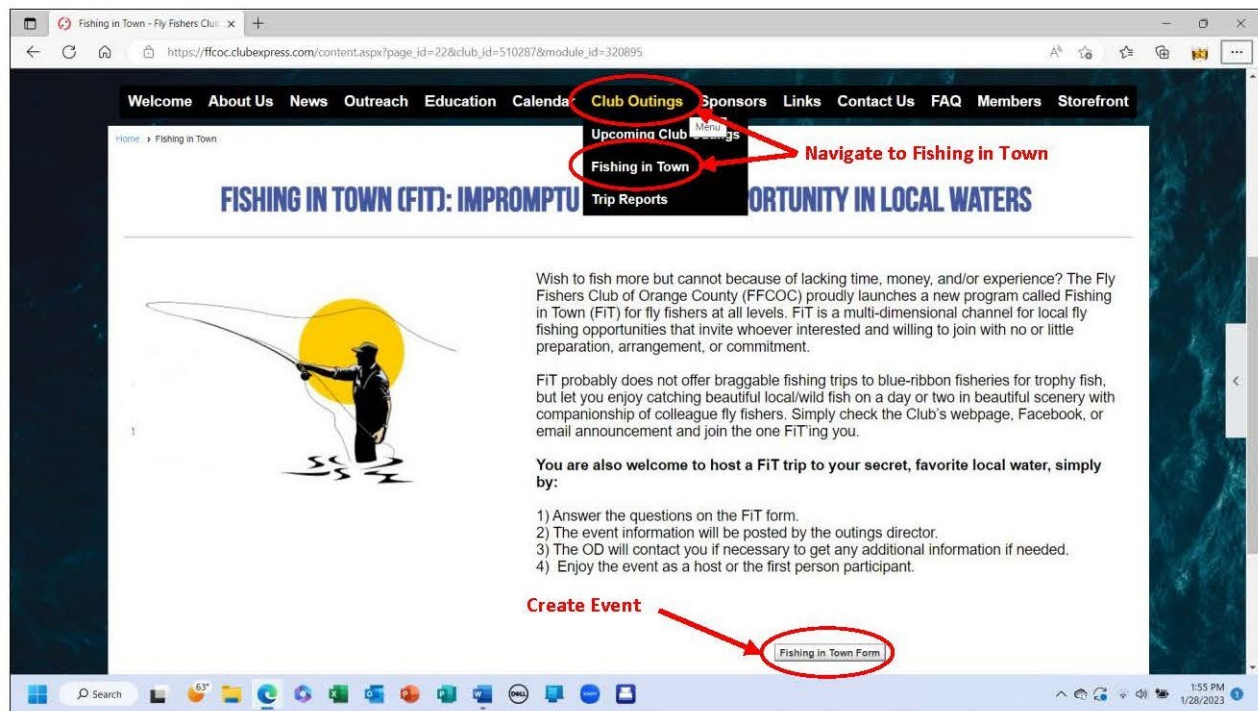 Fishing in Town - Fly Fishers Clu
https://ffcoc.clubexpress.com/content.aspx?page_id=22&club_id=510287&module_id=320895
Welcome About Us News Outreach Education Calendar Club Outings Sponsors Links Contact Us FAQ Members Storefront
Menu
Home Fishing in Town
Upcoming Club Outings
Fishing in Town
Trip Reports
Navigate to Fishing in Town
FISHING IN TOWN (FIT): IMPROMPTU ORTUNITY IN LOCAL WATERS
Wish to fish more but cannot because of lacking time, money, and/or experience? The Fly
Fishers Club of Orange County (FFCOC) proudly launches a new program called Fishing
in Town (FiT) for fly fishers at all levels. FiT is a multi-dimensional channel for local fly
fishing opportunities that invite whoever interested and willing to join with no or little
preparation, arrangement, or commitment.
FiT probably does not offer braggable fishing trips to blue-ribbon fisheries for trophy fish,
but let you enjoy catching beautiful local/wild fish on a day or two in beautiful scenery with
companionship of colleague fly fishers. Simply check the Club's webpage, Facebook, or
email announcement and join the one FiT'ing you.
You are also welcome to host a FiT trip to your secret, favorite local water, simply
by:
1) Answer the questions on the FiT form.
2) The event information will be posted by the outings director.
3) The OD will contact you if necessary to get any additional information if needed.
4) Enjoy the event as a host or the first person participant.
Create Event
Fishing in Town Form
Search
63°
DELL
1:55 PM
1/28/2023
1